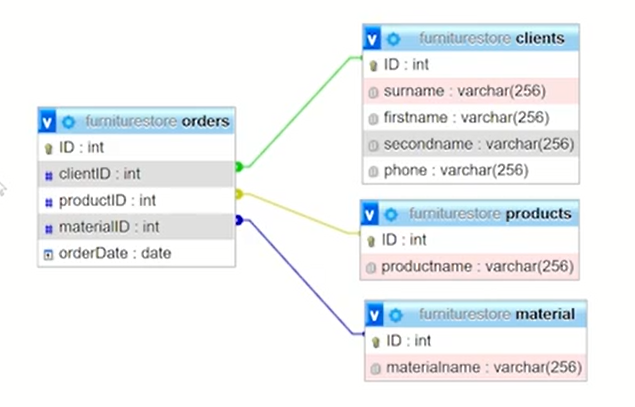 furniturestore orders
ID : int
clientID : int
productID : int
materialID : int
orderDate : date
furniturestore clients
ID : int
surname : varchar(256)
firstname : varchar(256)
secondname : varchar(256)
phone : varchar(256)
furniturestore products
ID : int
productname : varchar(256)
furniturestore material
ID : int
materialname : varchar(256)